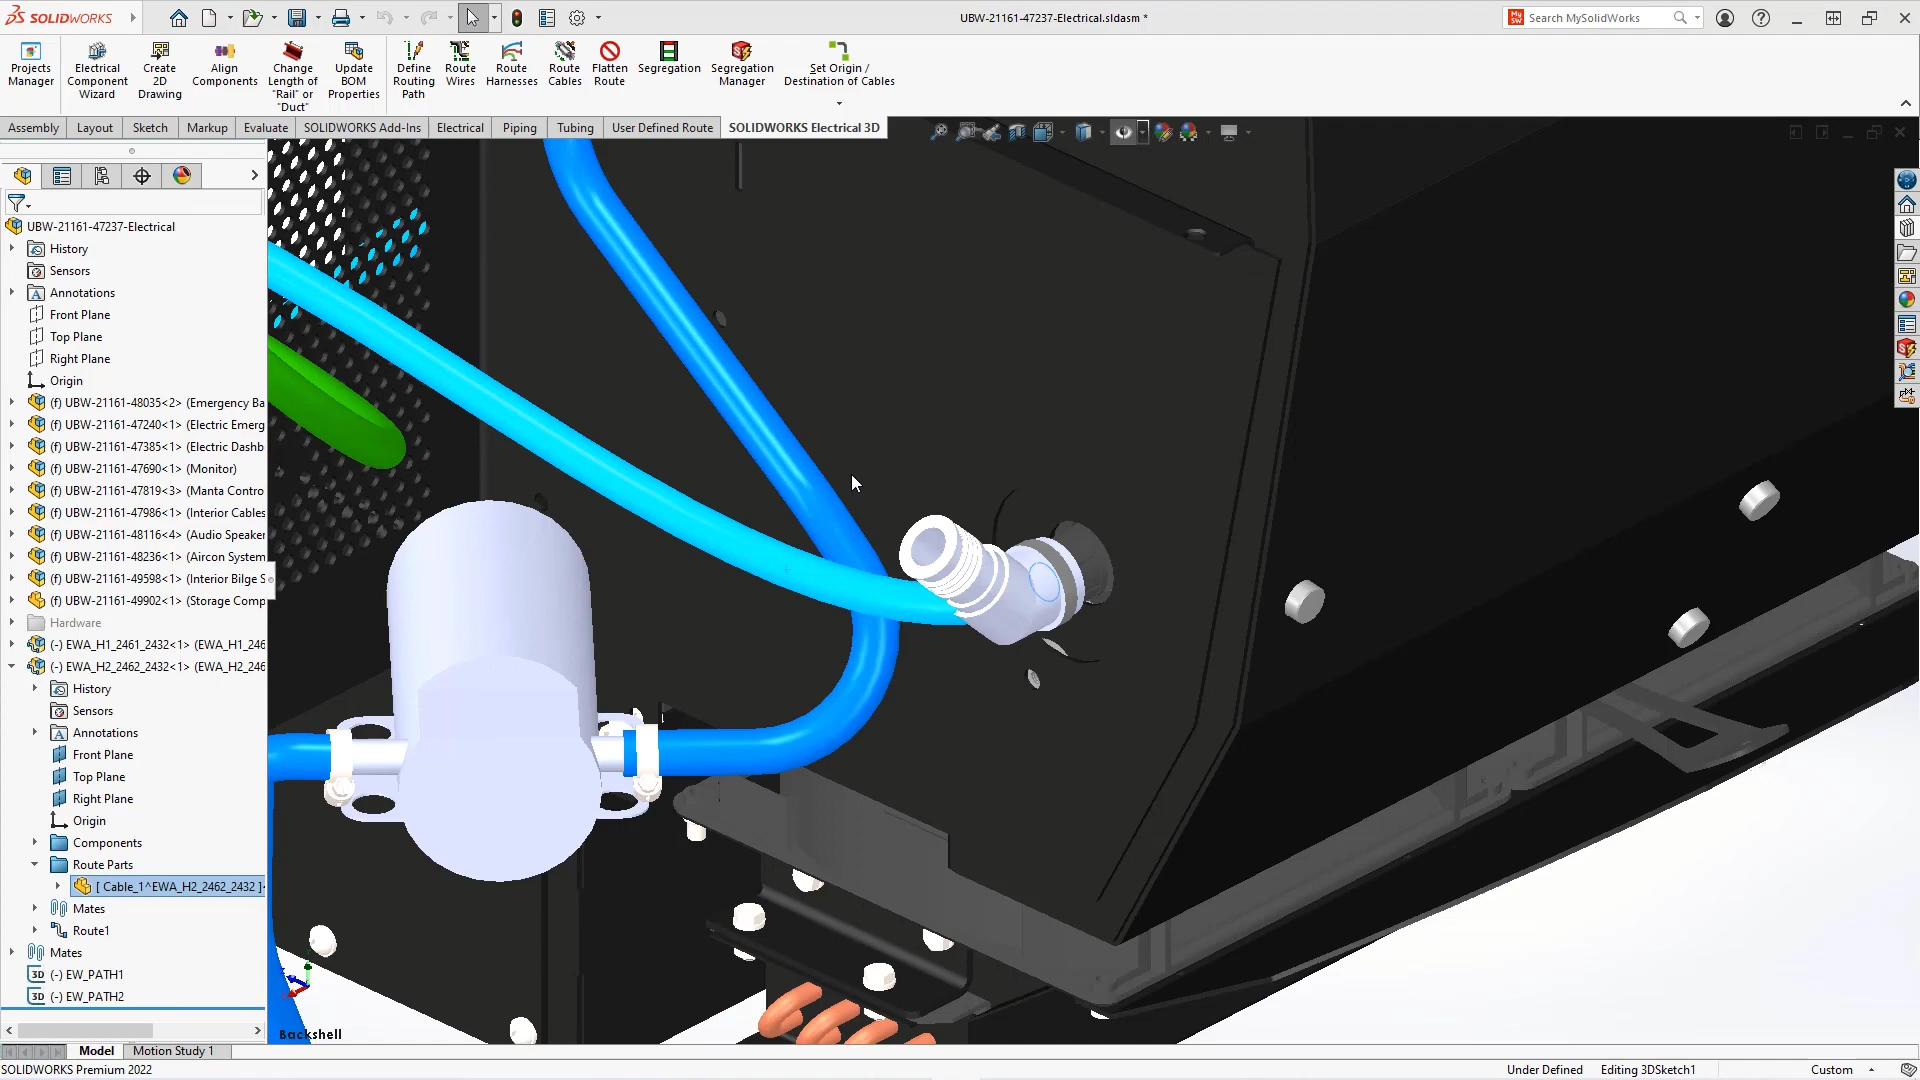 SOLIDWORKS
UBW-21161-47237-Electrical.sldasm *
Search MySolidWorks
Projects Manager
Electrical Component Wizard
Create 2D Drawing
Align Components
Change Length of "Rail" or "Duct"
Update BOM Properties
Define Routing Path
Route Wires
Route Harnesses
Route Cables
Flatten Route
Segregation
Segregation Manager
Set Origin / Destination of Cables
Assembly
Layout
Sketch
Markup
Evaluate
SOLIDWORKS Add-Ins
Electrical
Piping
Tubing
User Defined Route
SOLIDWORKS Electrical 3D
UBW-21161-47237-Electrical
History
Sensors
Annotations
Front Plane
Top Plane
Right Plane
Origin
(f) UBW-21161-48035<2> (Emergency Ba
(f) UBW-21161-47240<1> (Electric Emerg
(f) UBW-21161-47385<1> (Electric Dashb
(f) UBW-21161-47690<1> (Monitor)
(f) UBW-21161-47819<3> (Manta Contro
(f) UBW-21161-47986<1> (Interior Cables
(f) UBW-21161-48116<4> (Audio Speaker
(f) UBW-21161-48236<1> (Aircon System
(f) UBW-21161-49598<1> (Interior Bilge S
(f) UBW-21161-49902<1> (Storage Comp
Hardware
(-) EWA_H1_2461_2432<1> (EWA_H1_246
(-) EWA_H2_2462_2432<1> (EWA_H2_246
History
Sensors
Annotations
Front Plane
Top Plane
Right Plane
Origin
Components
Route Parts
[ Cable_1^EWA_H2_2462_2432 ]<
Mates
Route1
Mates
3D (-) EW_PATH1
3D (-) EW_PATH2
Backshell
Model
Motion Study 1
SOLIDWORKS Premium 2022
Under Defined
Editing 3DSketch1
Custom